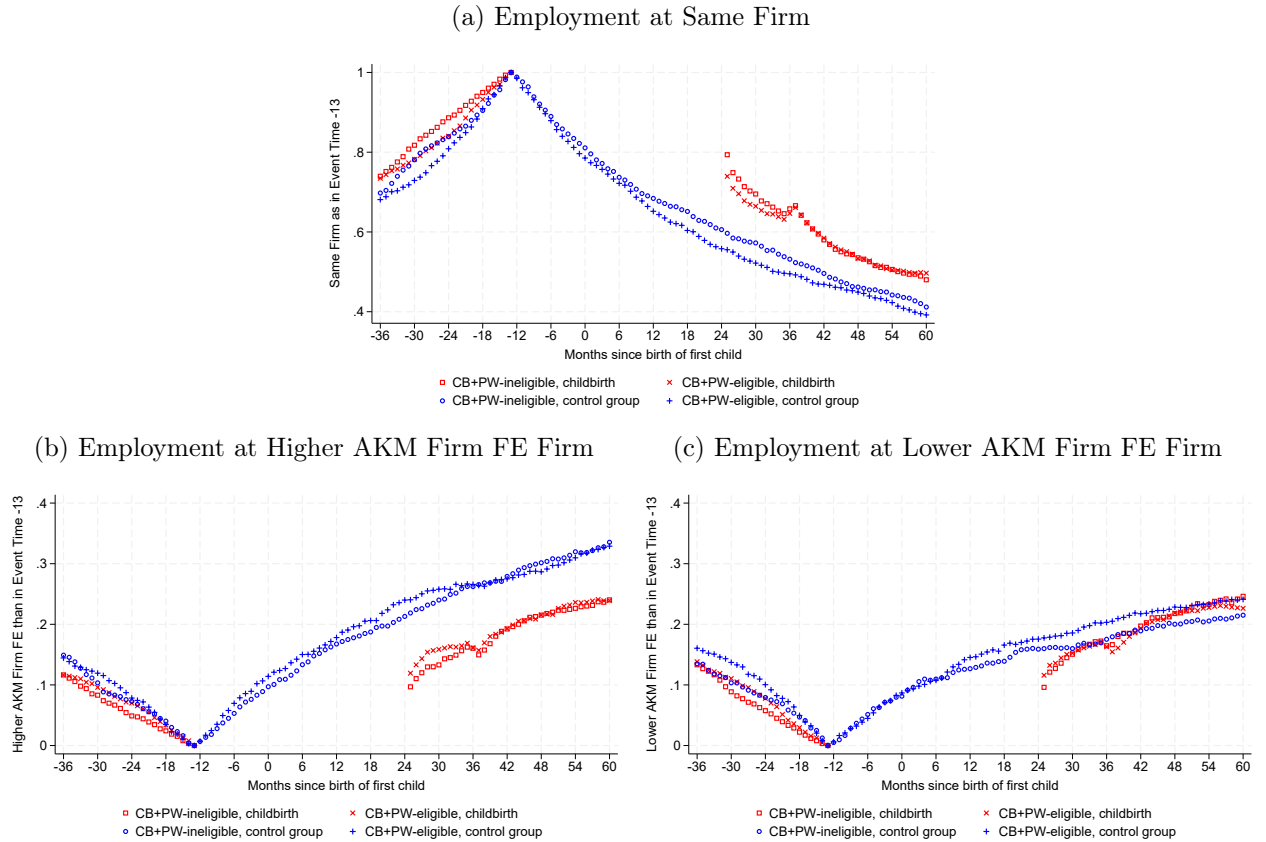 (a) Employment at Same Firm
Same Firm as in Event Time -13
1
.8
.6
.4
-36 -30 -24 -18 -12 -6 0 6 12 18 24 30 36 42 48 54 60
Months since birth of first child
CB+PW-ineligible, childbirth CB+PW-eligible, childbirth
CB+PW-ineligible, control group CB+PW-eligible, control group
(b) Employment at Higher AKM Firm FE Firm
Higher AKM Firm FE than in Event Time -13
.4
.3
.2
.1
0
-36 -30 -24 -18 -12 -6 0 6 12 18 24 30 36 42 48 54 60
Months since birth of first child
CB+PW-ineligible, childbirth CB+PW-eligible, childbirth
CB+PW-ineligible, control group CB+PW-eligible, control group
(c) Employment at Lower AKM Firm FE Firm
Lower AKM Firm FE than in Event Time -13
.4
.3
.2
.1
0
-36 -30 -24 -18 -12 -6 0 6 12 18 24 30 36 42 48 54 60
Months since birth of first child
CB+PW-ineligible, childbirth CB+PW-eligible, childbirth
CB+PW-ineligible, control group CB+PW-eligible, control group